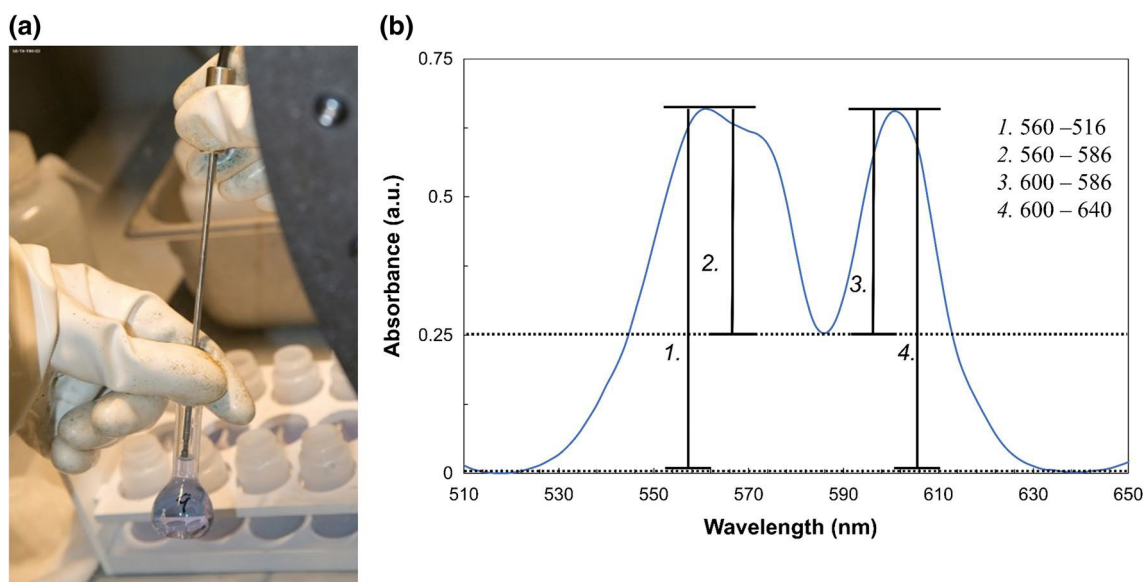 (a)
(b)
9
0.75
0.5
0.25
0
510
530
550
570
590
610
630
650
Absorbance (a.u.)
Wavelength (nm)
1.
2.
3.
4.
1. 560 – 516
2. 560 – 586
3. 600 – 586
4. 600 – 640